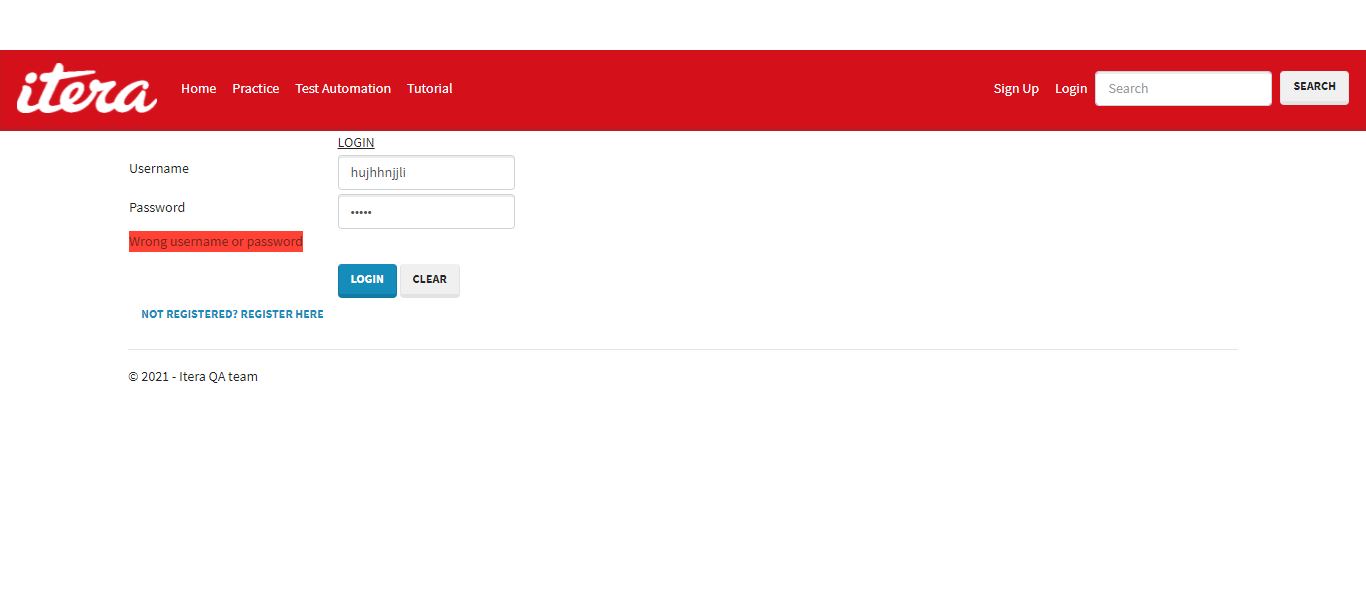 itera Home Practice Test Automation Tutorial Sign Up Login Search SEARCH
LOGIN
Username hujhhnjjli
Password •••••
Wrong username or password
LOGIN CLEAR
NOT REGISTERED? REGISTER HERE
© 2021 - Itera QA team